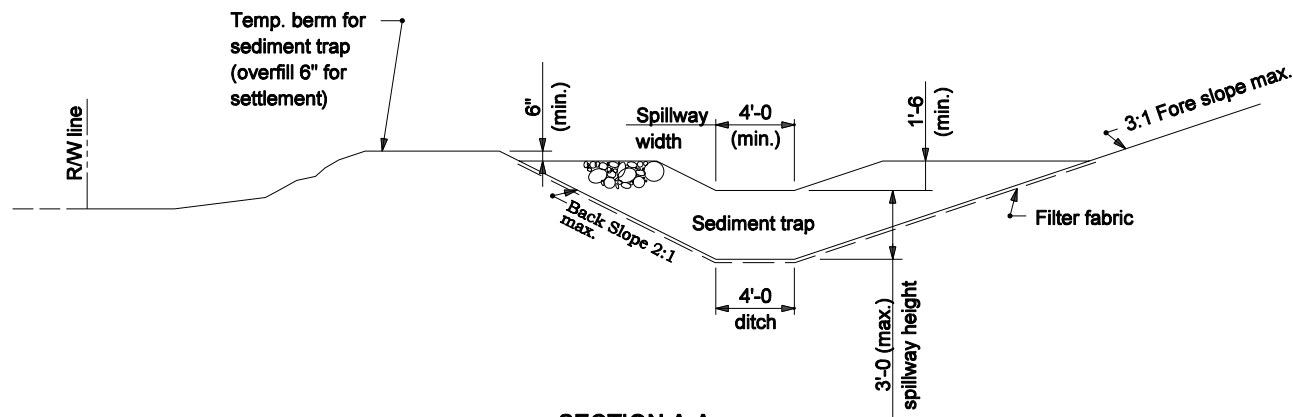 Temp. berm for
sediment trap
(overfill 6" for
settlement)
R/W line
6"
(min.)
Spillway
width
4'-0
(min.)
1'-6
(min.)
3:1 Fore slope max.
Back Slope 2:1
max.
Sediment trap
Filter fabric
4'-0
ditch
3'-0 (max.)
spillway height
SECTION A-A